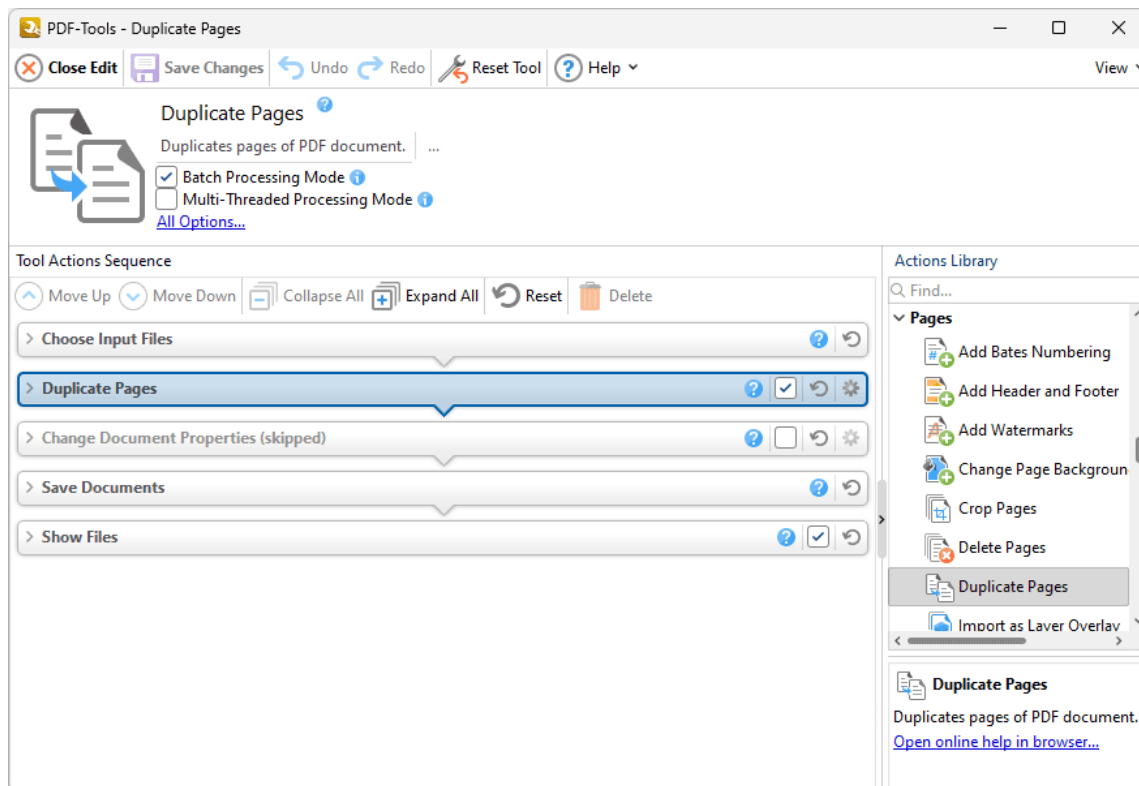 PDF-Tools - Duplicate Pages
Close Edit Save Changes Undo Redo Reset Tool ? Help View
Duplicate Pages ?
Duplicates pages of PDF document. ...
Batch Processing Mode i
Multi-Threaded Processing Mode i
All Options...
Tool Actions Sequence
Move Up Move Down Collapse All Expand All Reset Delete
Choose Input Files ?
Duplicate Pages ?
Change Document Properties (skipped) ?
Save Documents ?
Show Files ?
Actions Library
Find...
Pages
Add Bates Numbering
Add Header and Footer
Add Watermarks
Change Page Backgroun
Crop Pages
Delete Pages
Duplicate Pages
Import as Layer Overlay
Duplicate Pages
Duplicates pages of PDF document.
Open online help in browser...